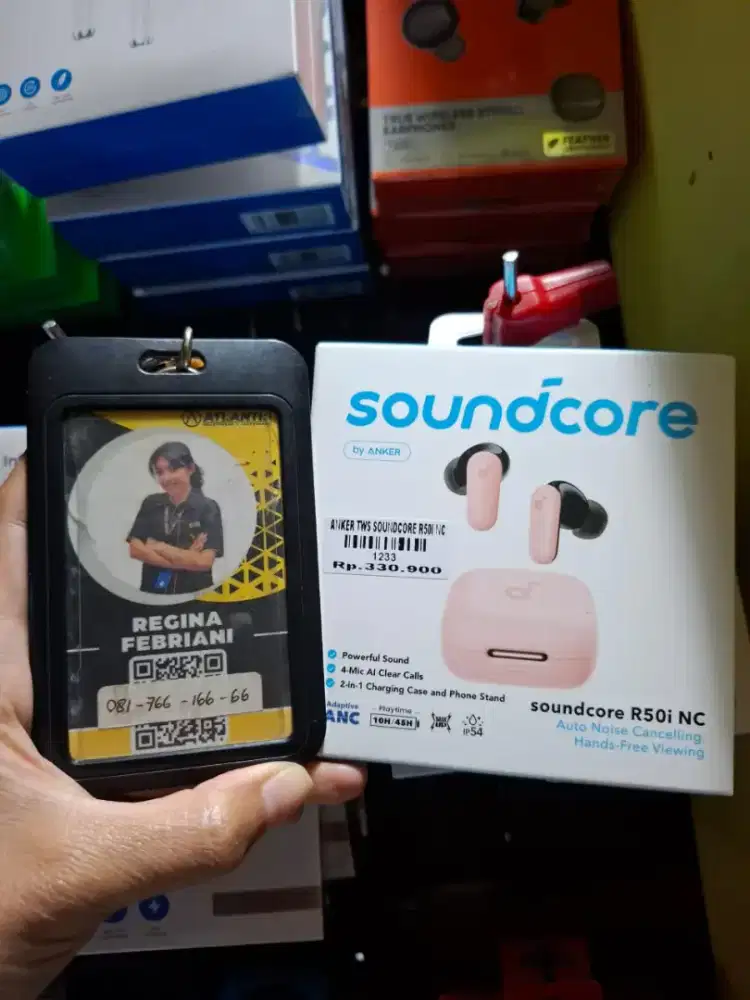 TRUE WIRELESS STEREO
EARPHONES
FEATHER
ATLANTIC
REGINA
FEBRIANI
081-766-166-66
soundcore
by ANKER
ANKER TWS SOUNDCORE R50I NC
1233
Rp.330.900
Powerful Sound
4-Mic AI Clear Calls
2-in-1 Charging Case and Phone Stand
Adaptive
ANC
Playtime
10H/45H
IP54
soundcore R50i NC
Auto Noise Cancelling,
Hands-Free Viewing